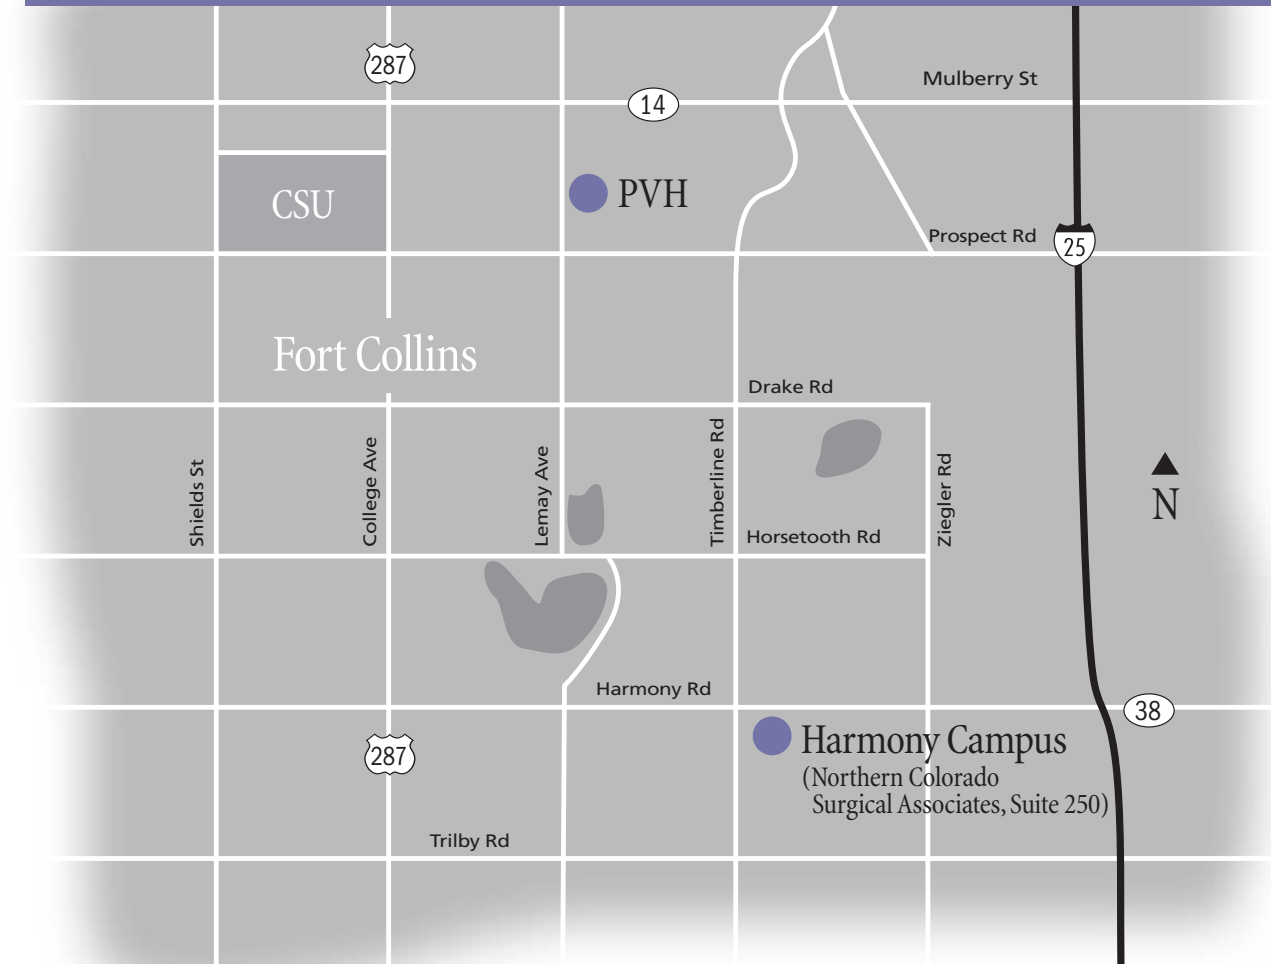 287
Mulberry St
14
CSU
PVH
Prospect Rd
25
Fort Collins
Drake Rd
Shields St
College Ave
Lemay Ave
Timberline Rd
Ziegler Rd
N
Horsetooth Rd
Harmony Rd
38
287
Harmony Campus
(Northern Colorado
Surgical Associates, Suite 250)
Trilby Rd